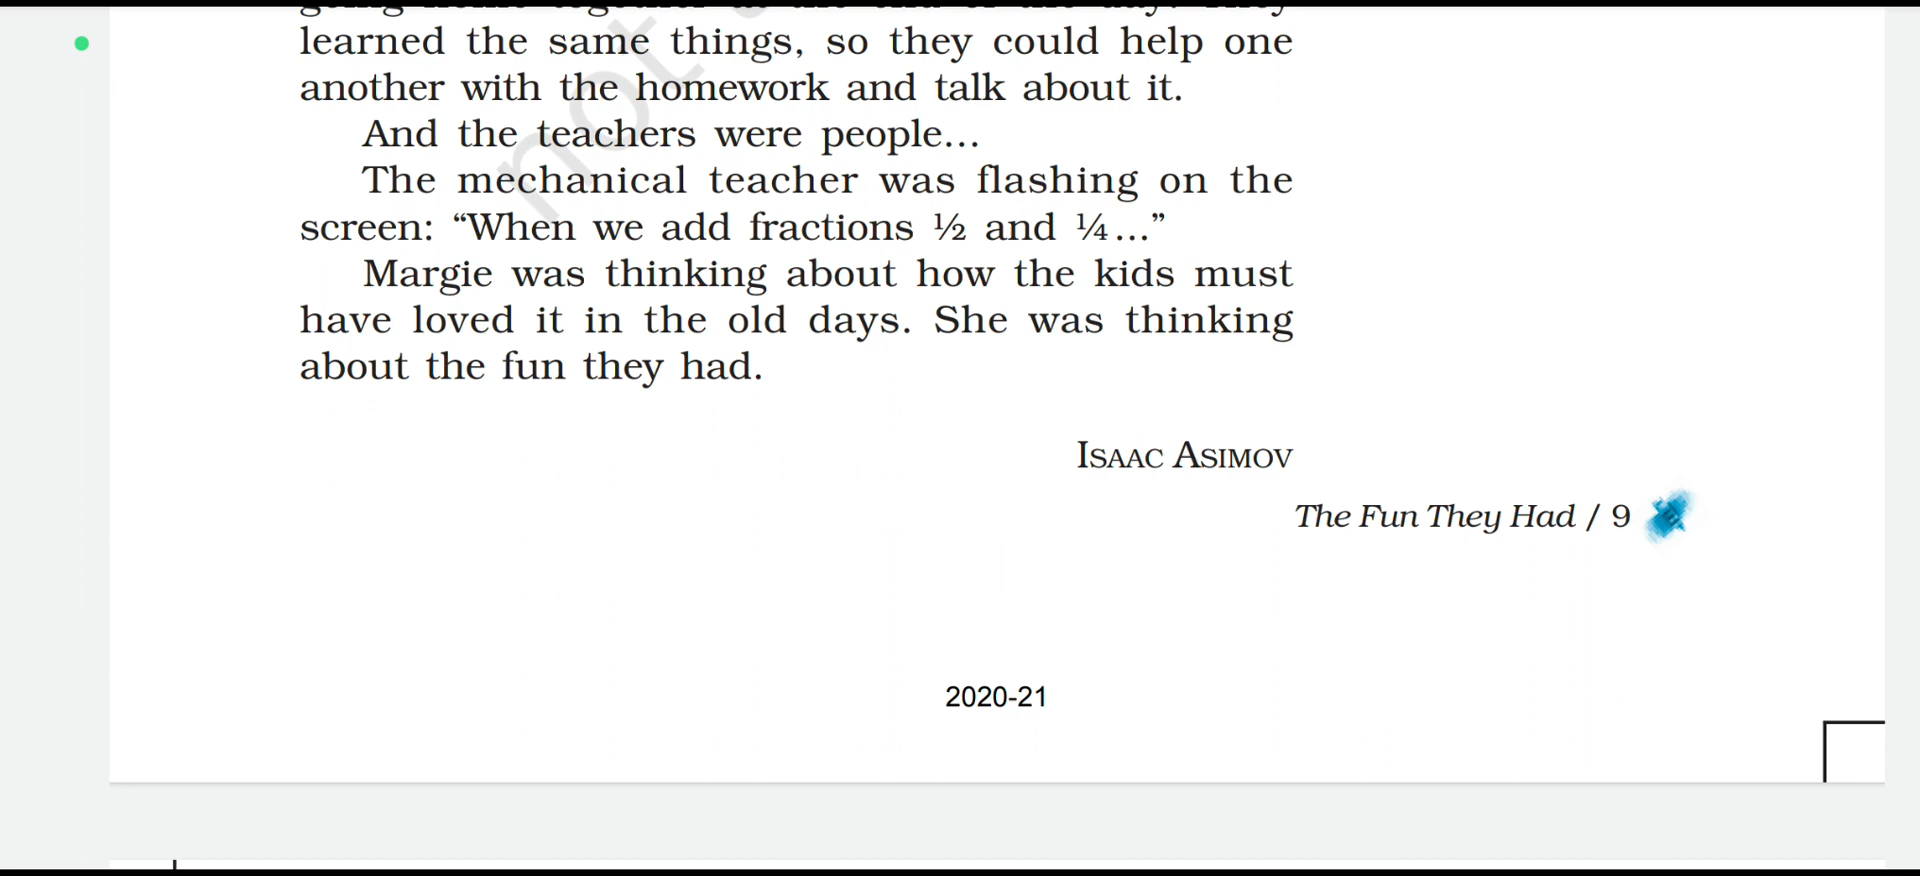 learned the same things, so they could help one
another with the homework and talk about it.
And the teachers were people…
The mechanical teacher was flashing on the
screen: “When we add fractions ½ and ¼…”
Margie was thinking about how the kids must
have loved it in the old days. She was thinking
about the fun they had.
ISAAC ASIMOV
The Fun They Had / 9
2020-21
not